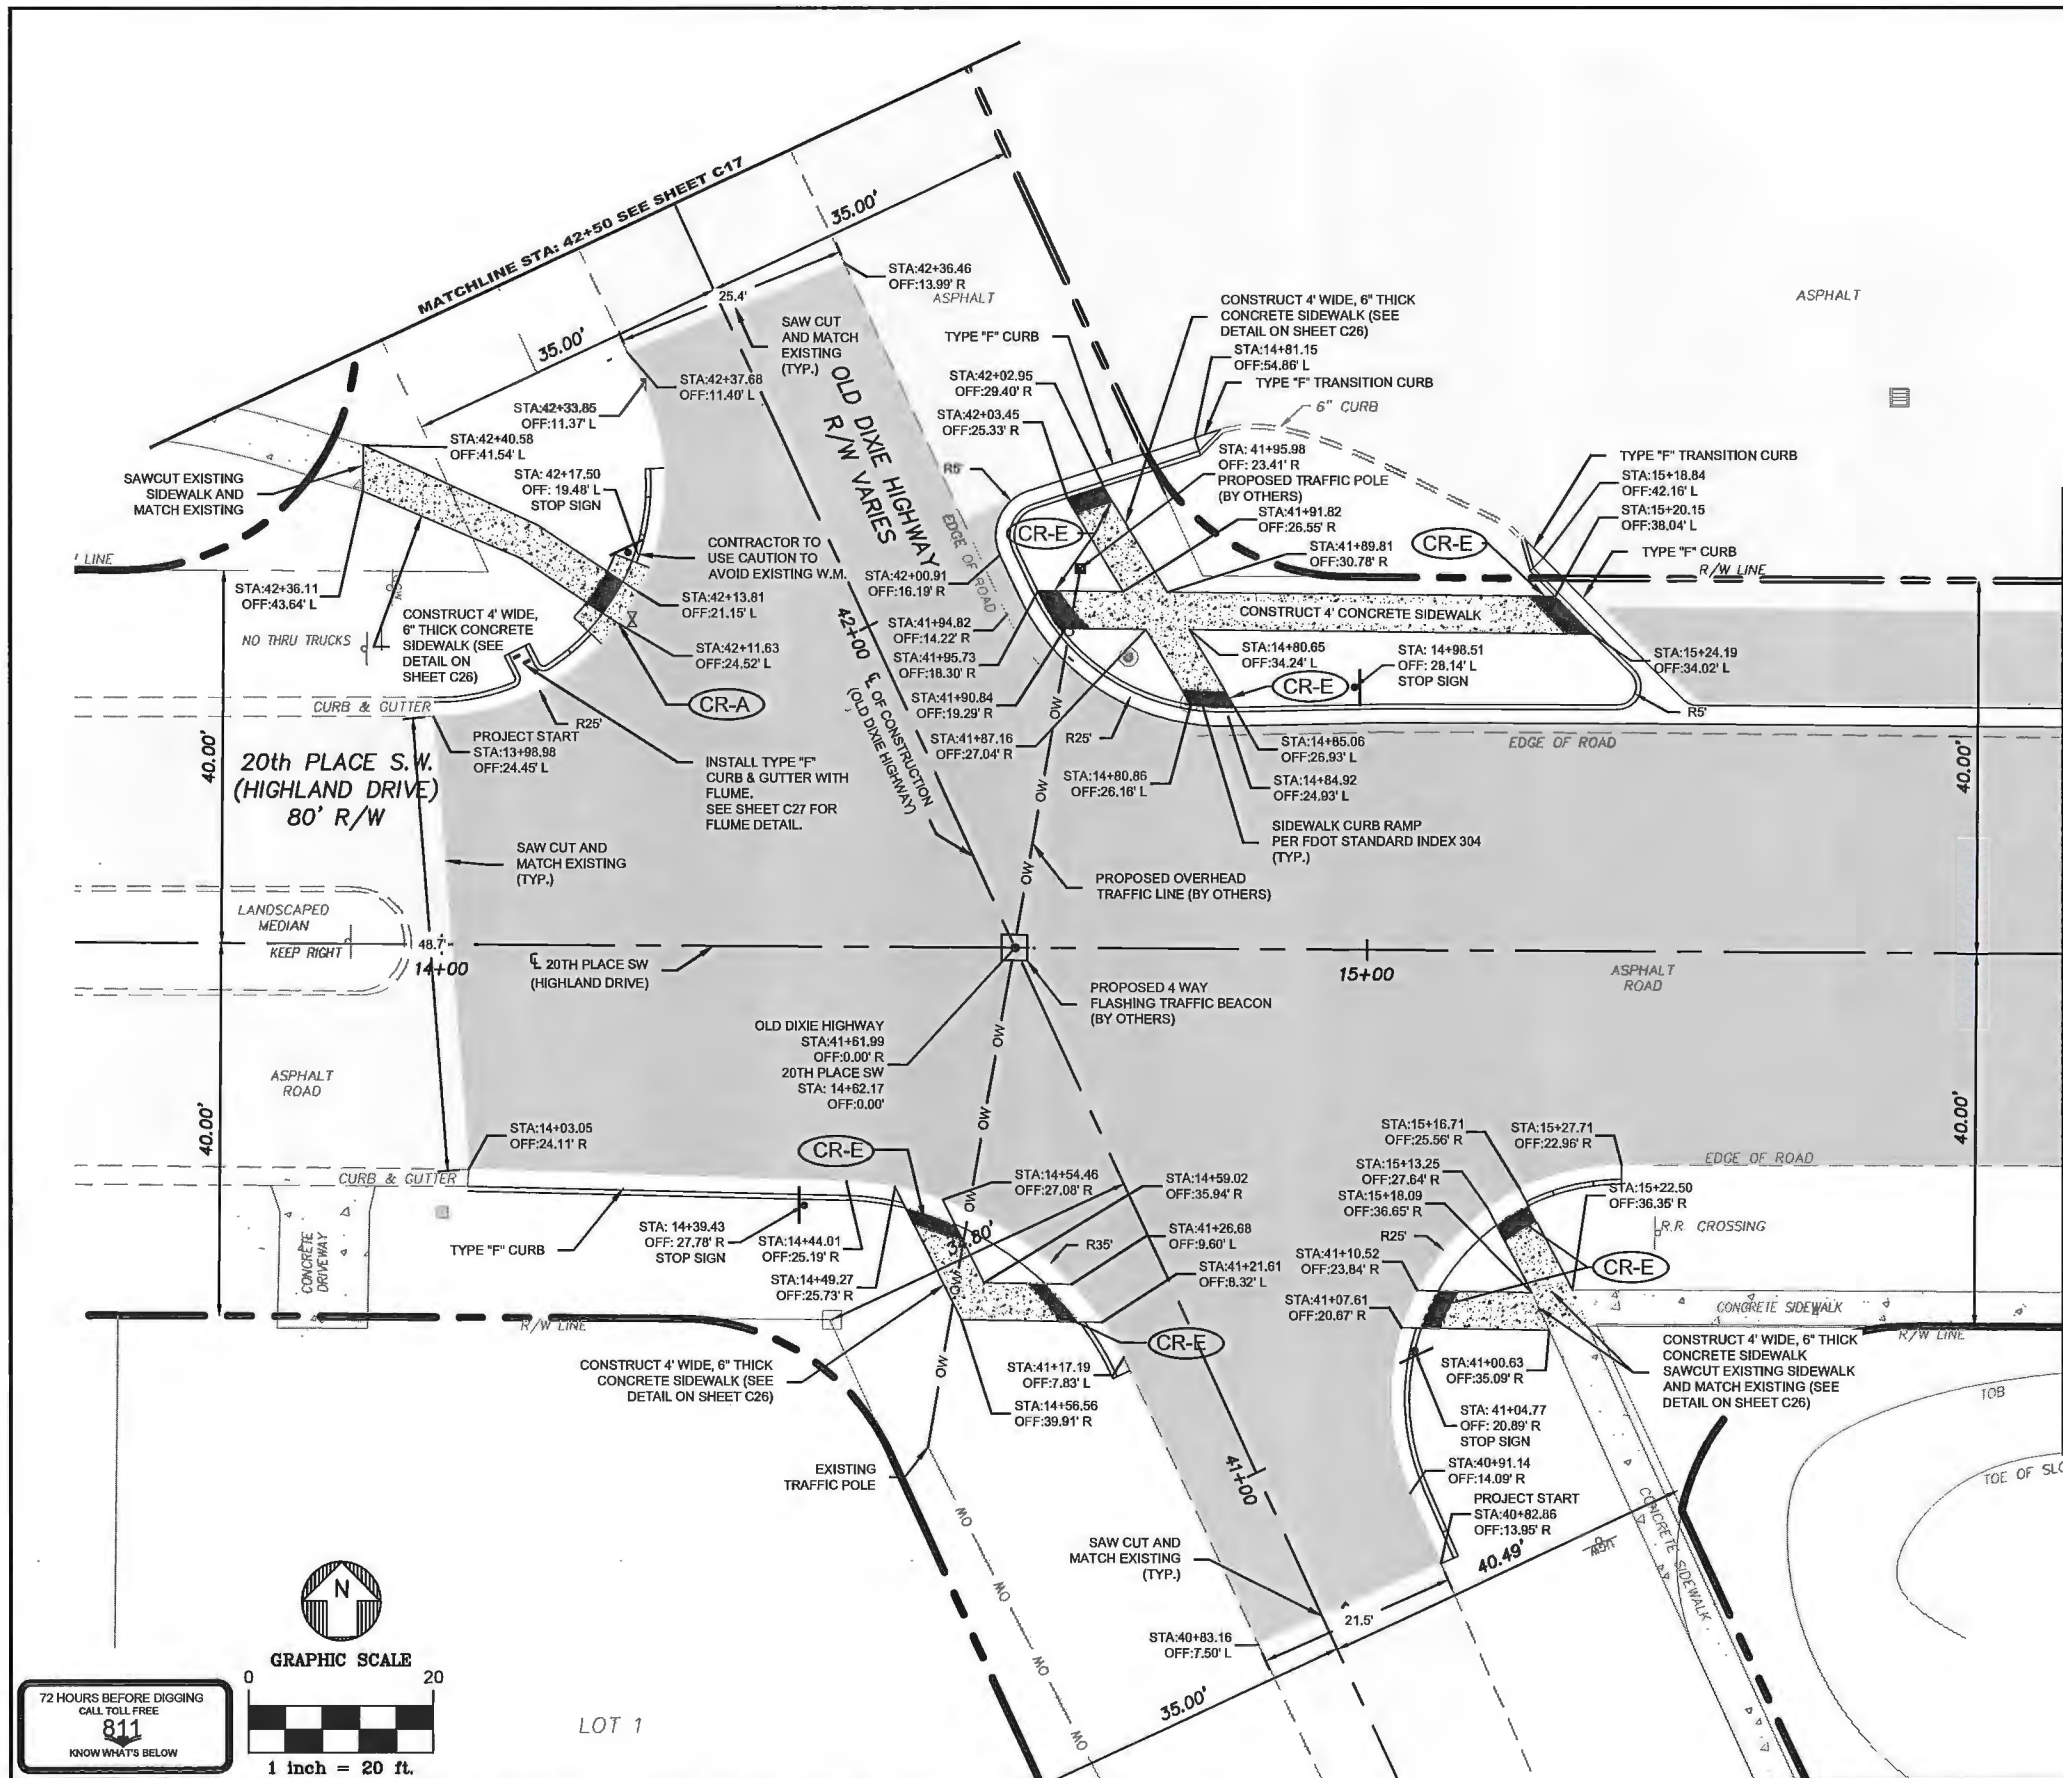 MATCHLINE STA: 42+50 SEE SHEET C17
35.00'
35.00'
25.4'
STA:42+36.46
OFF:13.99' R
ASPHALT
ASPHALT
SAW CUT
AND MATCH
EXISTING
(TYP.)
OLD DIXIE HIGHWAY
R/W VARIES
TYPE "F" CURB
CONSTRUCT 4' WIDE, 6" THICK
CONCRETE SIDEWALK (SEE
DETAIL ON SHEET C26)
STA:14+81.15
OFF:54.86' L
TYPE "F" TRANSITION CURB
6" CURB
STA:42+37.68
OFF:11.40' L
STA:42+33.85
OFF:11.37' L
STA:42+40.58
OFF:41.54' L
STA:42+02.95
OFF:29.40' R
STA:42+03.45
OFF:25.33' R
SAWCUT EXISTING
SIDEWALK AND
MATCH EXISTING
STA: 42+17.50
OFF: 19.48' L
STOP SIGN
R5'
EDGE OF ROAD
STA: 41+95.98
OFF: 23.41' R
PROPOSED TRAFFIC POLE
(BY OTHERS)
TYPE "F" TRANSITION CURB
STA:15+18.84
OFF:42.16' L
STA:15+20.15
OFF:38.04' L
TYPE "F" CURB
R/W LINE
STA:41+91.82
OFF:26.55' R
CR-E
CR-E
STA:41+89.81
OFF:30.78' R
CONTRACTOR TO
USE CAUTION TO
AVOID EXISTING W.M.
STA:42+00.91
OFF:16.19' R
LINE
STA:42+36.11
OFF:43.64' L
STA:42+13.81
OFF:21.15' L
CONSTRUCT 4' WIDE,
6" THICK CONCRETE
SIDEWALK (SEE
DETAIL ON
SHEET C26)
NO THRU TRUCKS
CONSTRUCT 4' CONCRETE SIDEWALK
STA:41+94.82
OFF:14.22' R
42+00
STA:42+11.63
OFF:24.52' L
STA:41+95.73
OFF:18.30' R
STA:14+80.65
OFF:34.24' L
STA: 14+98.51
OFF: 28.14' L
STOP SIGN
STA:15+24.19
OFF:34.02' L
CR-A
CR-E
STA:41+90.84
OFF:19.29' R
CURB & GUTTER
R25'
R5'
℄ OF CONSTRUCTION
(OLD DIXIE HIGHWAY)
STA:41+87.16
OFF:27.04' R
R25'
PROJECT START
STA:13+98.98
OFF:24.45' L
STA:14+85.06
OFF:26.93' L
EDGE OF ROAD
40.00'
20th PLACE S.W.
(HIGHLAND DRIVE)
80' R/W
INSTALL TYPE "F"
CURB & GUTTER WITH
FLUME.
SEE SHEET C27 FOR
FLUME DETAIL.
STA:14+80.86
OFF:26.16' L
STA:14+84.92
OFF:24.93' L
40.00'
SIDEWALK CURB RAMP
PER FDOT STANDARD INDEX 304
(TYP.)
SAW CUT AND
MATCH EXISTING
(TYP.)
OW
OW
OW
PROPOSED OVERHEAD
TRAFFIC LINE (BY OTHERS)
LANDSCAPED
MEDIAN
KEEP RIGHT
48.7'
14+00
℄ 20TH PLACE SW
(HIGHLAND DRIVE)
15+00
ASPHALT
ROAD
PROPOSED 4 WAY
FLASHING TRAFFIC BEACON
(BY OTHERS)
OW
OW
OLD DIXIE HIGHWAY
STA:41+61.99
OFF:0.00' R
20TH PLACE SW
STA: 14+62.17
OFF:0.00'
ASPHALT
ROAD
40.00'
40.00'
STA:14+03.05
OFF:24.11' R
CR-E
STA:15+16.71
OFF:25.56' R
STA:15+27.71
OFF:22.96' R
EDGE OF ROAD
CURB & GUTTER
STA:14+54.46
OFF:27.08' R
STA:14+59.02
OFF:35.94' R
STA:15+13.25
OFF:27.64' R
STA:15+18.09
OFF:36.65' R
STA:15+22.50
OFF:36.35' R
OW
CONCRETE
DRIVEWAY
TYPE "F" CURB
STA: 14+39.43
OFF: 27.78' R
STOP SIGN
STA:14+44.01
OFF:25.19' R
STA:41+26.68
OFF:9.60' L
R35'
R25'
R.R. CROSSING
STA:14+49.27
OFF:25.73' R
OW
STA:41+21.61
OFF:8.32' L
STA:41+10.52
OFF:23.84' R
CR-E
STA:41+07.61
OFF:20.67' R
CONCRETE SIDEWALK
R/W LINE
R/W LINE
CR-E
CONSTRUCT 4' WIDE, 6" THICK
CONCRETE SIDEWALK (SEE
DETAIL ON SHEET C26)
OW
STA:41+17.19
OFF:7.83' L
STA:14+56.56
OFF:39.91' R
STA:41+00.63
OFF:35.09' R
CONSTRUCT 4' WIDE, 6" THICK
CONCRETE SIDEWALK
SAWCUT EXISTING SIDEWALK
AND MATCH EXISTING (SEE
DETAIL ON SHEET C26)
TOB
STA: 41+04.77
OFF: 20.89' R
STOP SIGN
EXISTING
TRAFFIC POLE
41+00
STA:40+91.14
OFF:14.09' R
TOE OF SLO
PROJECT START
STA:40+82.86
OFF:13.95' R
CONCRETE SIDEWALK
OW
SAW CUT AND
MATCH EXISTING
(TYP.)
40.49'
N
OW
21.5'
STA:40+83.16
OFF:7.50' L
OW
35.00'
OW
GRAPHIC SCALE
0 20
1 inch = 20 ft.
72 HOURS BEFORE DIGGING
CALL TOLL FREE
811
KNOW WHAT'S BELOW
LOT 1